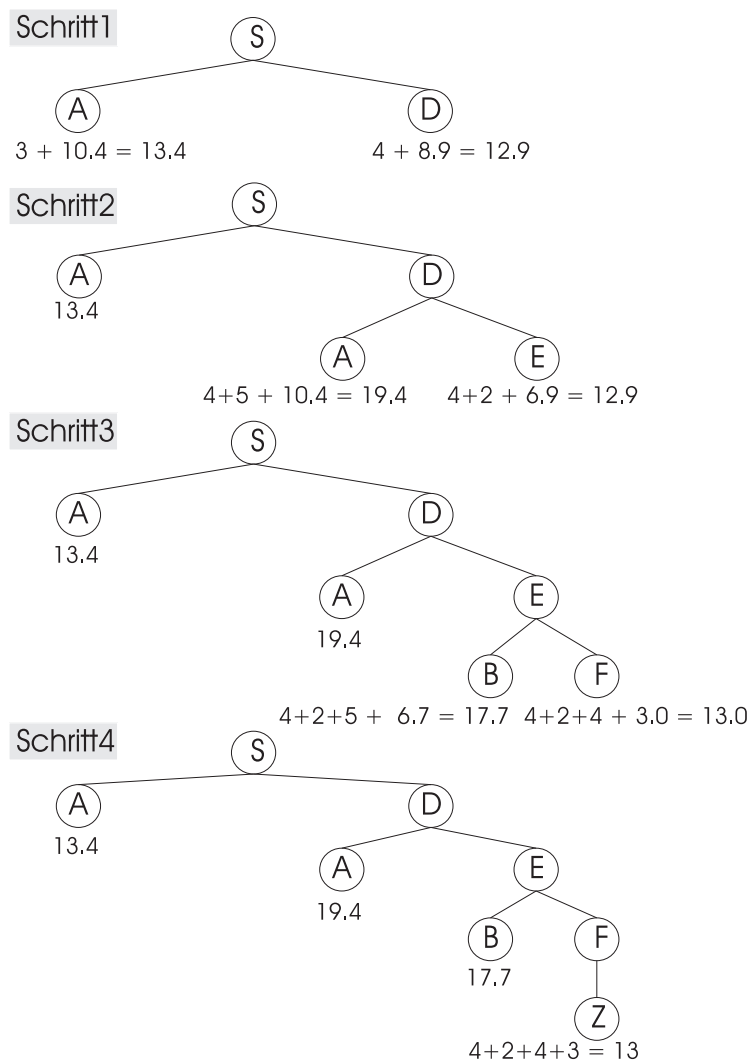 Schritt1
S
A D
3 + 10.4 = 13.4 4 + 8.9 = 12.9
Schritt2
S
A D
13.4
A E
4+5 + 10.4 = 19.4 4+2 + 6.9 = 12.9
Schritt3
S
A D
13.4
A E
19.4
B F
4+2+5 + 6.7 = 17.7 4+2+4 + 3.0 = 13.0
Schritt4
S
A D
13.4
A E
19.4
B F
17.7
Z
4+2+4+3 = 13